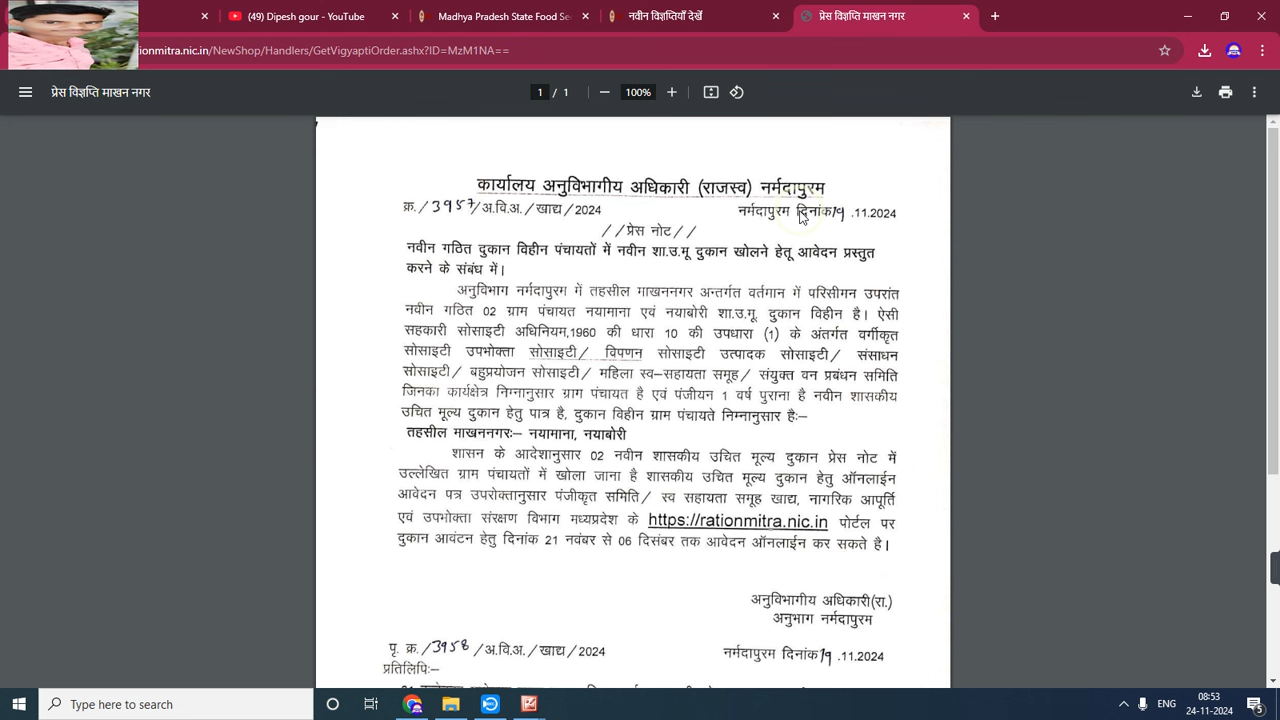 (49) Dipesh gour - YouTube
Madhya Pradesh State Food Se
नवीन विज्ञप्तियाँ देखें
प्रेस विज्ञप्ति माखन नगर
ionmitra.nic.in/NewShop/Handlers/GetVigyaptiOrder.ashx?ID=MzM1NA==
प्रेस विज्ञप्ति माखन नगर
1 / 1
100%
कार्यालय अनुविभागीय अधिकारी (राजस्व) नर्मदापुरम
क्र./3957/अ.वि.अ./खाद्य/2024 नर्मदापुरम दिनांक 19 .11.2024
//प्रेस नोट//
नवीन गठित दुकान विहीन पंचायतों में नवीन शा.उ.मू दुकान खोलने हेतू आवेदन प्रस्तुत
करने के संबंध में।
अनुविभाग नर्मदापुरम में तहसील माखननगर अन्तर्गत वर्तमान में परिसीगन उपरांत
नवीन गठित 02 ग्राम पंचायत नयामाना एवं नयाबोरी शा.उ.मू. दुकान विहीन है। ऐसी
सहकारी सोसाइटी अधिनियम,1960 की धारा 10 की उपधारा (1) के अंतर्गत वर्गीकृत
सोसाइटी उपभोक्ता सोसाइटी/ विपणन सोसाइटी उत्पादक सोसाइटी/ संसाधन
सोसाइटी/ बहुप्रयोजन सोसाइटी/ महिला स्व–सहायता समूह/ संयुक्त वन प्रबंधन समिति
जिनका कार्यक्षेत्र निम्नानुसार ग्राग पंचायत है एवं पंजीयन 1 वर्ष पुराना है नवीन शासकीय
उचित मूल्य दुकान हेतु पात्र है, दुकान विहीन ग्राम पंचायते निम्नानुसार हैः–
तहसील माखननगरः– नयामाना, नयाबोरी
शासन के आदेशानुसार 02 नवीन शासकीय उचित मूल्य दुकान प्रेस नोट में
उल्लेखित ग्राम पंचायतों में खोला जाना है शासकीय उचित मूल्य दुकान हेतु ऑनलाईन
आवेदन पत्र उपरोक्तानुसार पंजीकृत समिति/ स्व सहायता समूह खाद्य, नागरिक आपूर्ति
एवं उपभोक्ता संरक्षण विभाग मध्यप्रदेश के https://rationmitra.nic.in पोर्टल पर
दुकान आवंटन हेतु दिनांक 21 नवंबर से 06 दिसंबर तक आवेदन ऑनलाईन कर सकते है।
अनुविभागीय अधिकारी(रा.)
अनुभाग नर्मदापुरम
पृ. क्र./3958/अ.वि.अ./खाद्य/2024 नर्मदापुरम दिनांक 19 .11.2024
प्रतिलिपिः–
Type here to search
ENG
08:53
24-11-2024